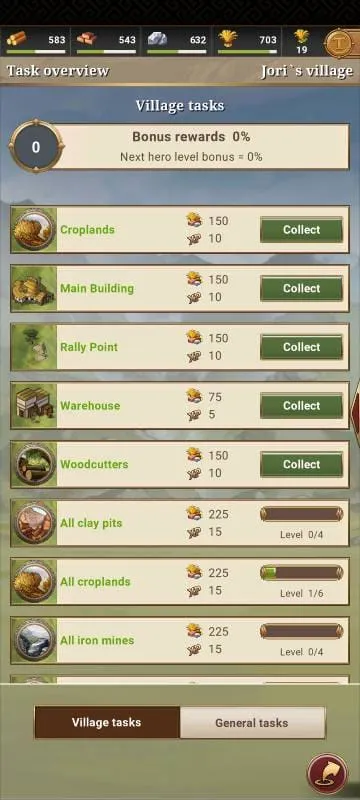 583 543 632 703 19
Task overview Jori`s village
Village tasks
0
Bonus rewards 0%
Next hero level bonus = 0%
Croplands 150 Collect
10
Main Building 150 Collect
10
Rally Point 150 Collect
10
Warehouse 75 Collect
5
Woodcutters 150 Collect
10
All clay pits 225
15 Level 0/4
All croplands 225
15 Level 1/6
All iron mines 225
15 Level 0/4
Village tasks General tasks